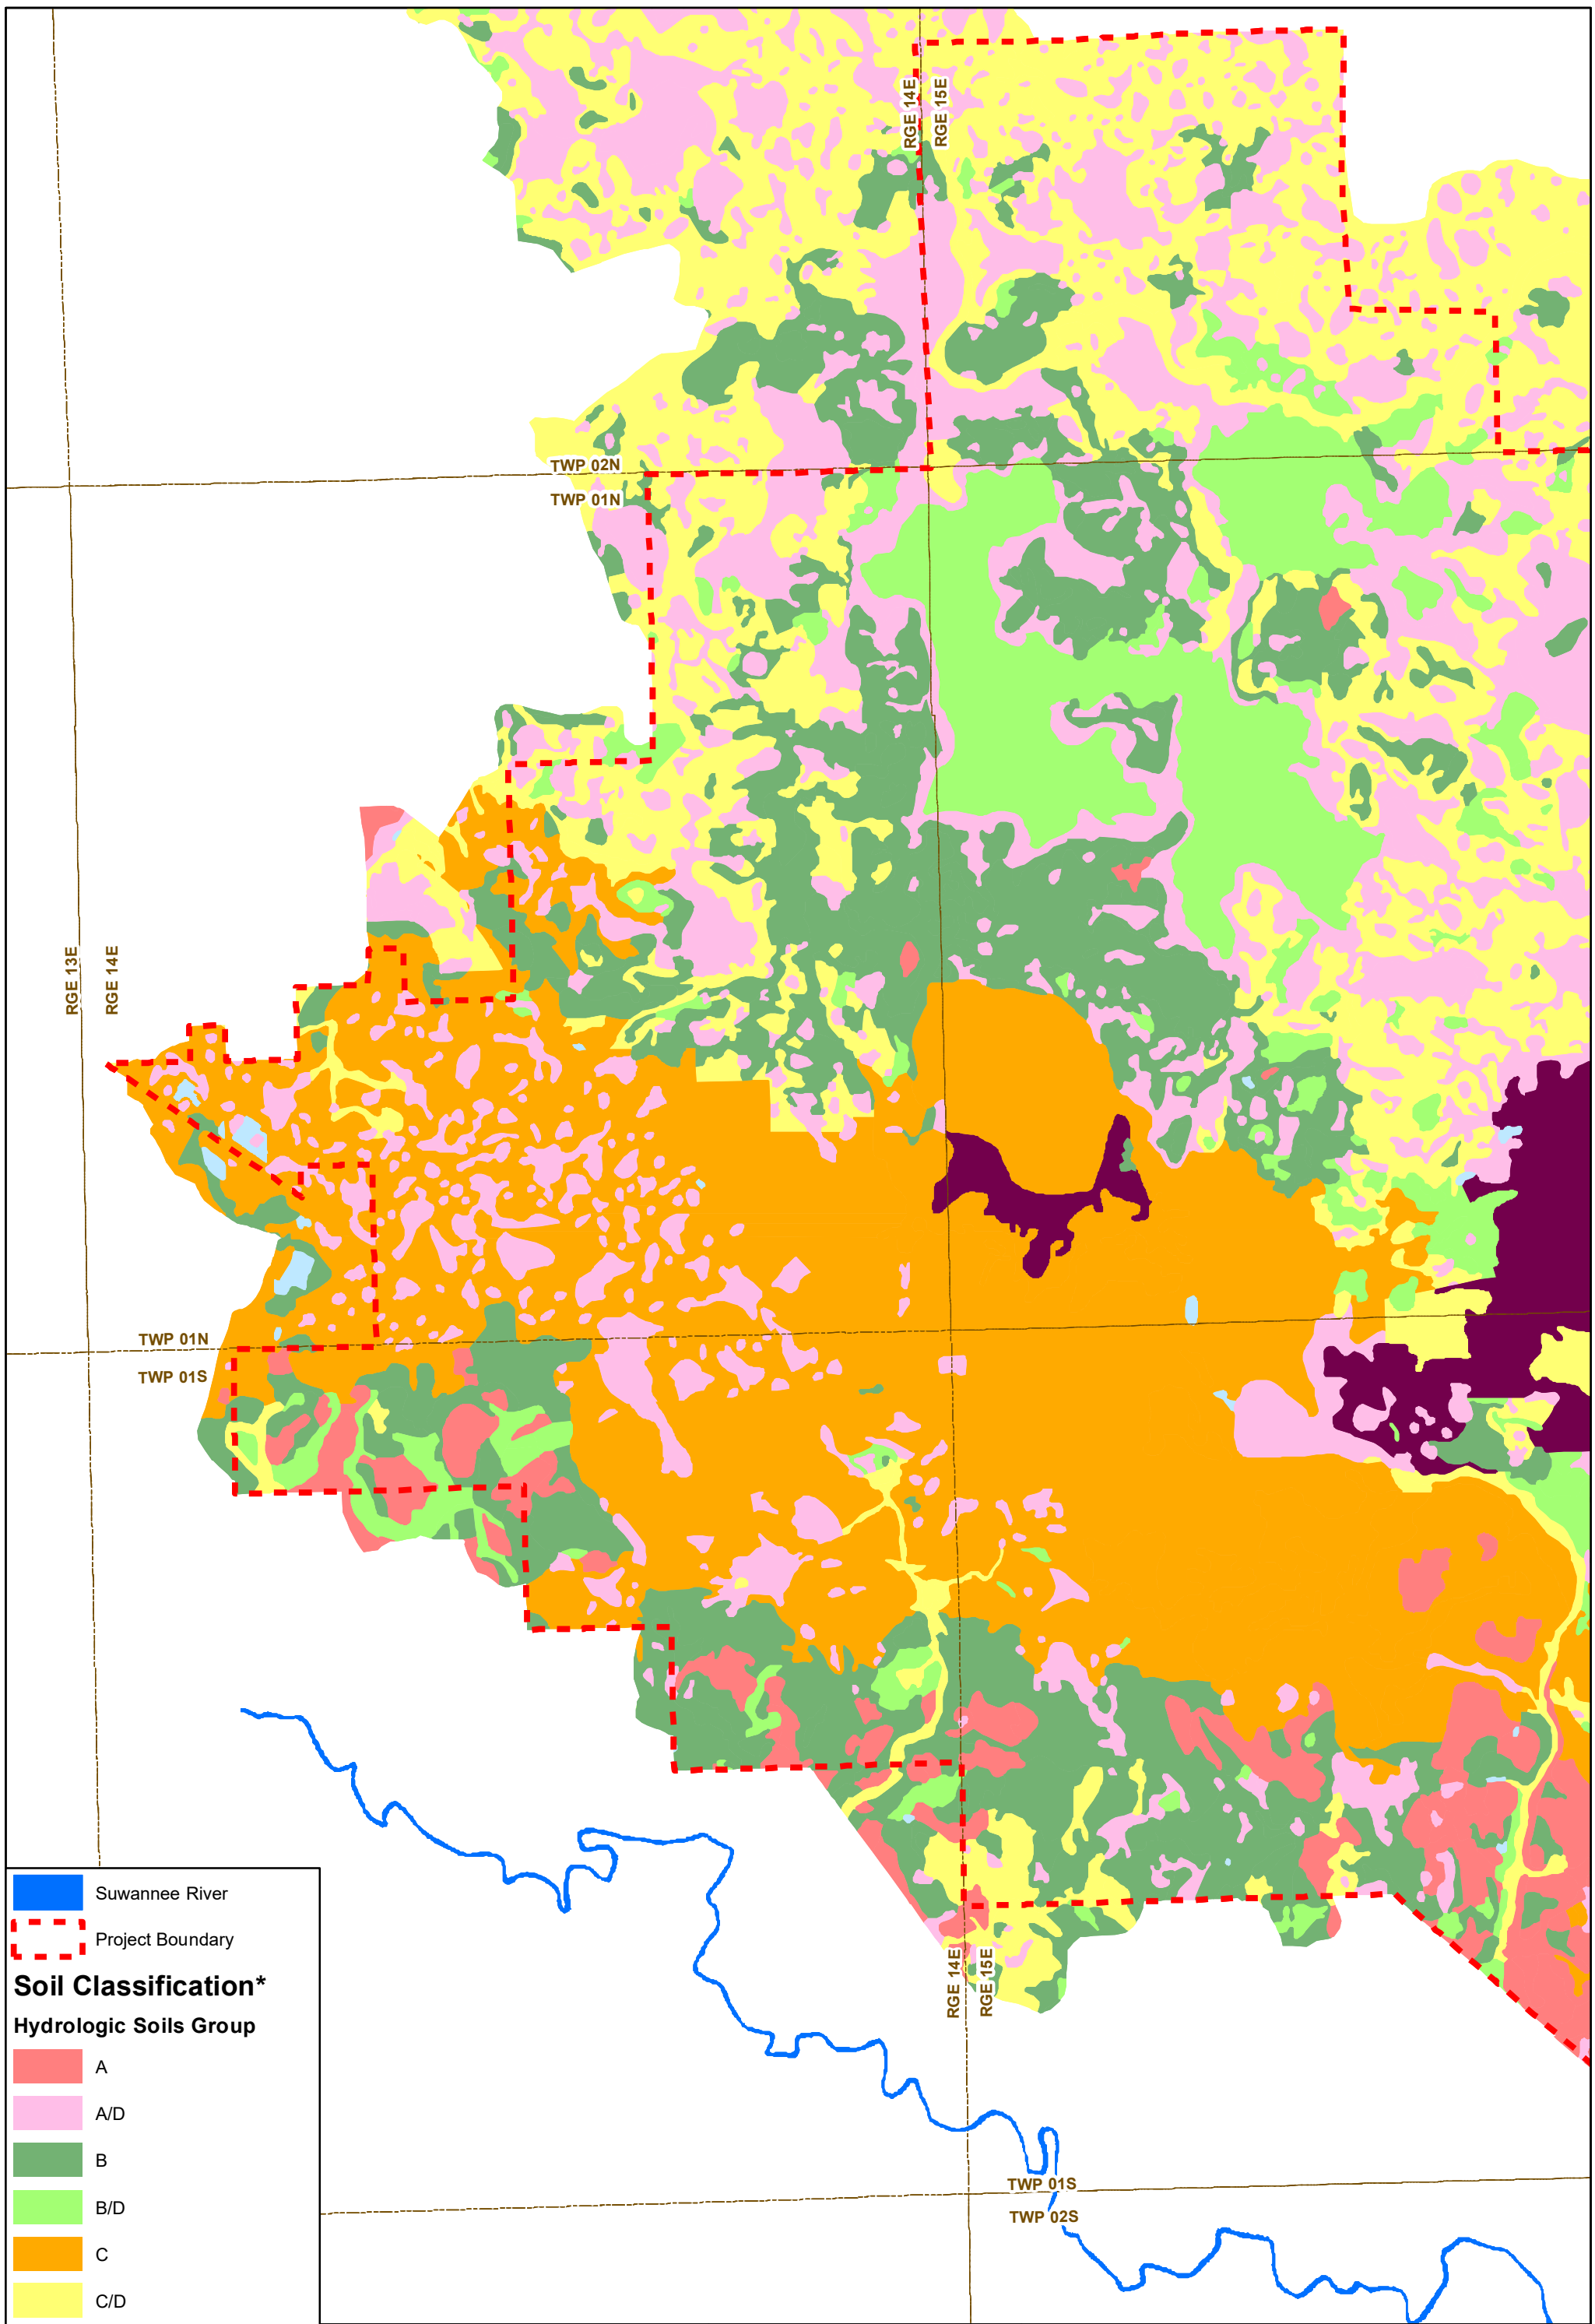 RGE 14E
RGE 15E
TWP 02N
TWP 01N
RGE 13E
RGE 14E
TWP 01N
TWP 01S
RGE 14E
RGE 15E
TWP 01S
TWP 02S
Suwannee River
Project Boundary
Soil Classification*
Hydrologic Soils Group
A
A/D
B
B/D
C
C/D